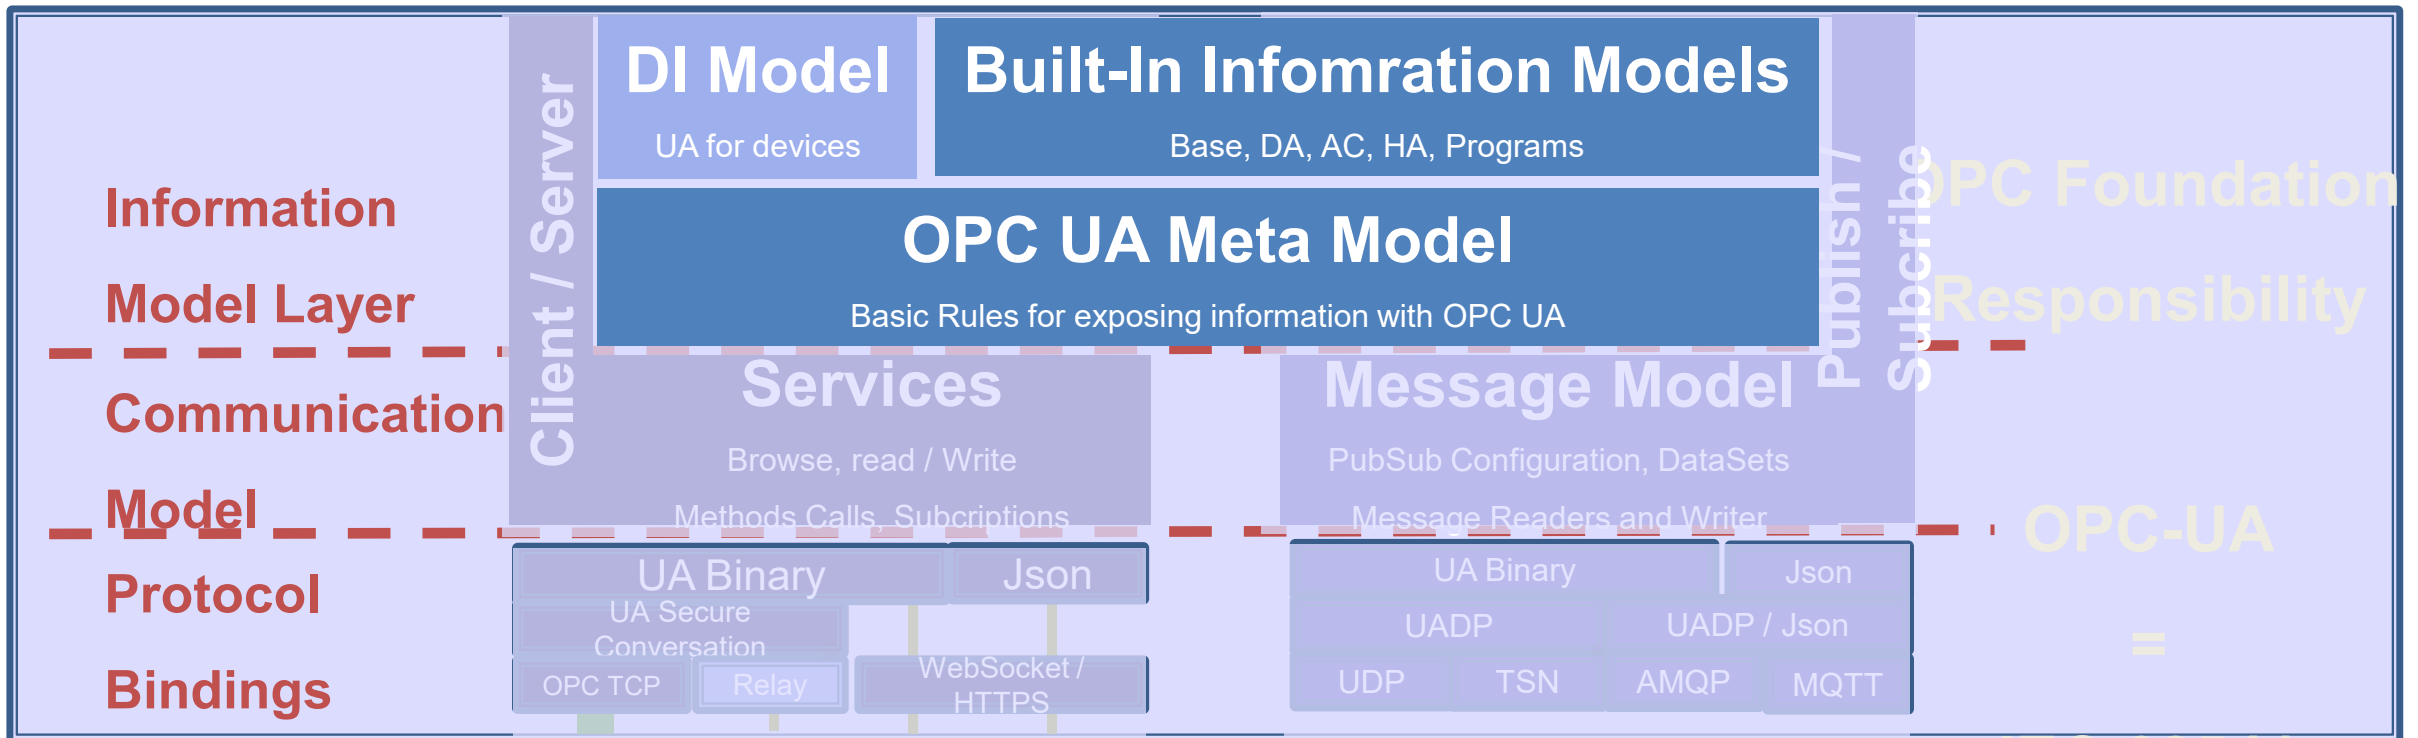 DI Model
UA for devices
Built-In Infomration Models
Base, DA, AC, HA, Programs
OPC UA Meta Model
Basic Rules for exposing information with OPC UA
Client / Server
Publish /
Subcribe
Information
Model Layer
OPC Foundation
Responsibility
Communication
Model
Services
Browse, read / Write
Methods Calls, Subcriptions
Message Model
PubSub Configuration, DataSets
Message Readers and Writer
OPC-UA
=
Protocol
Bindings
UA Binary
Json
UA Secure
Conversation
OPC TCP
Relay
WebSocket /
HTTPS
UA Binary
Json
UADP
UADP / Json
UDP
TSN
AMQP
MQTT